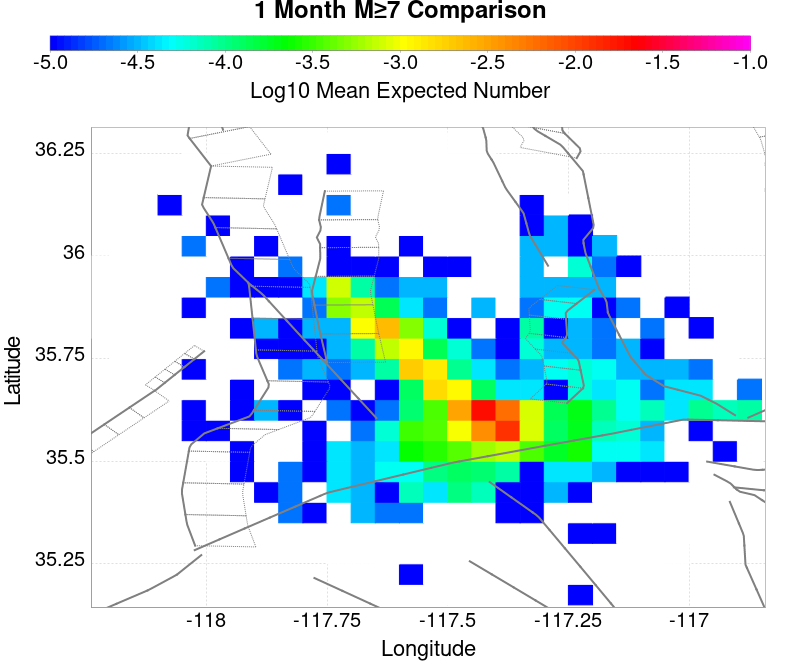 1 Month M≥7 Comparison
-5.0 -4.5 -4.0 -3.5 -3.0 -2.5 -2.0 -1.5 -1.0
Log10 Mean Expected Number
36.25
36
35.75
35.5
35.25
Latitude
-118 -117.75 -117.5 -117.25 -117
Longitude